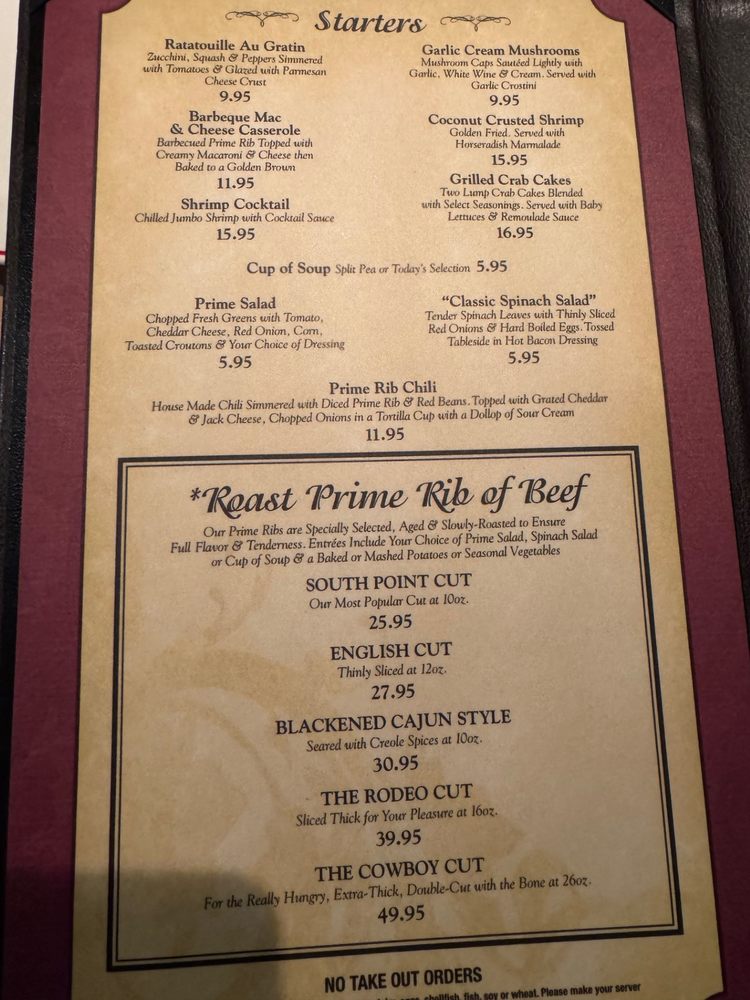 Starters
Ratatouille Au Gratin
Zucchini, Squash & Peppers Simmered
with Tomatoes & Glazed with Parmesan
Cheese Crust
9.95
Barbeque Mac
& Cheese Casserole
Barbecued Prime Rib Topped with
Creamy Macaroni & Cheese then
Baked to a Golden Brown
11.95
Shrimp Cocktail
Chilled Jumbo Shrimp with Cocktail Sauce
15.95
Garlic Cream Mushrooms
Mushroom Caps Sautéed Lightly with
Garlic, White Wine & Cream. Served with
Garlic Crostini
9.95
Coconut Crusted Shrimp
Golden Fried. Served with
Horseradish Marmalade
15.95
Grilled Crab Cakes
Two Lump Crab Cakes Blended
with Select Seasonings. Served with Baby
Lettuces & Remoulade Sauce
16.95
Cup of Soup Split Pea or Today's Selection 5.95
Prime Salad
Chopped Fresh Greens with Tomato,
Cheddar Cheese, Red Onion, Corn,
Toasted Croutons & Your Choice of Dressing
5.95
“Classic Spinach Salad”
Tender Spinach Leaves with Thinly Sliced
Red Onions & Hard Boiled Eggs. Tossed
Tableside in Hot Bacon Dressing
5.95
Prime Rib Chili
House Made Chili Simmered with Diced Prime Rib & Red Beans. Topped with Grated Cheddar
& Jack Cheese, Chopped Onions in a Tortilla Cup with a Dollop of Sour Cream
11.95
*Roast Prime Rib of Beef
Our Prime Ribs are Specially Selected, Aged & Slowly-Roasted to Ensure
Full Flavor & Tenderness. Entrées Include Your Choice of Prime Salad, Spinach Salad
or Cup of Soup & a Baked or Mashed Potatoes or Seasonal Vegetables
SOUTH POINT CUT
Our Most Popular Cut at 10oz.
25.95
ENGLISH CUT
Thinly Sliced at 12oz.
27.95
BLACKENED CAJUN STYLE
Seared with Creole Spices at 10oz.
30.95
THE RODEO CUT
Sliced Thick for Your Pleasure at 16oz.
39.95
THE COWBOY CUT
For the Really Hungry, Extra-Thick, Double-Cut with the Bone at 26oz.
49.95
NO TAKE OUT ORDERS
shellfish, fish, soy or wheat. Please make your server